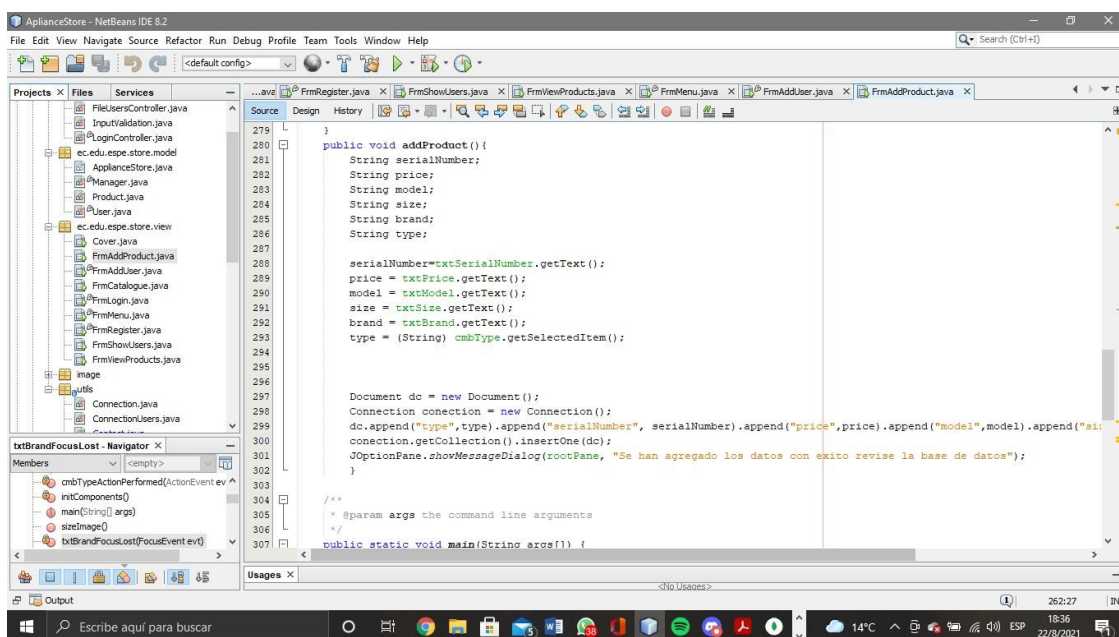 ApplianceStore - NetBeans IDE 8.2
File Edit View Navigate Source Refactor Run Debug Profile Team Tools Window Help
Search (Ctrl+I)
<default config>
Projects Files Services
FileUsersController.java
InputValidation.java
LoginController.java
ec.edu.espe.store.model
ApplianceStore.java
Manager.java
Product.java
User.java
ec.edu.espe.store.view
Cover.java
FrmAddProduct.java
FrmAddUser.java
FrmCatalogue.java
FrmLogin.java
FrmMenu.java
FrmRegister.java
FrmShowUsers.java
FrmViewProducts.java
image
utils
Connection.java
ConnectionUsers.java
txtBrandFocusLost - Navigator
Members <empty>
cmbTypeActionPerformed(ActionEvent ev
initComponents()
main(String[] args)
sizeImage()
txtBrandFocusLost(FocusEvent evt)
...ava FrmRegister.java FrmShowUsers.java FrmViewProducts.java FrmMenu.java FrmAddUser.java FrmAddProduct.java
Source Design History
279 }
280 public void addProduct(){
281 String serialNumber;
282 String price;
283 String model;
284 String size;
285 String brand;
286 String type;
287
288 serialNumber=txtSerialNumber.getText();
289 price = txtPrice.getText();
290 model = txtModel.getText();
291 size = txtSize.getText();
292 brand = txtBrand.getText();
293 type = (String) cmbType.getSelectedItem();
294
295
296
297 Document dc = new Document();
298 Connection conection = new Connection();
299 dc.append("type",type).append("serialNumber", serialNumber).append("price",price).append("model",model).append("si
300 conection.getCollection().insertOne(dc);
301 JOptionPane.showMessageDialog(rootPane, "Se han agregado los datos con exito revise la base de datos");
302 }
303
304 /**
305 * @param args the command line arguments
306 */
307 public static void main(String args[]) {
Usages
<No Usages>
Output
1
262:27
IN
Escribe aquí para buscar
14°C
ESP
18:36
22/8/2021